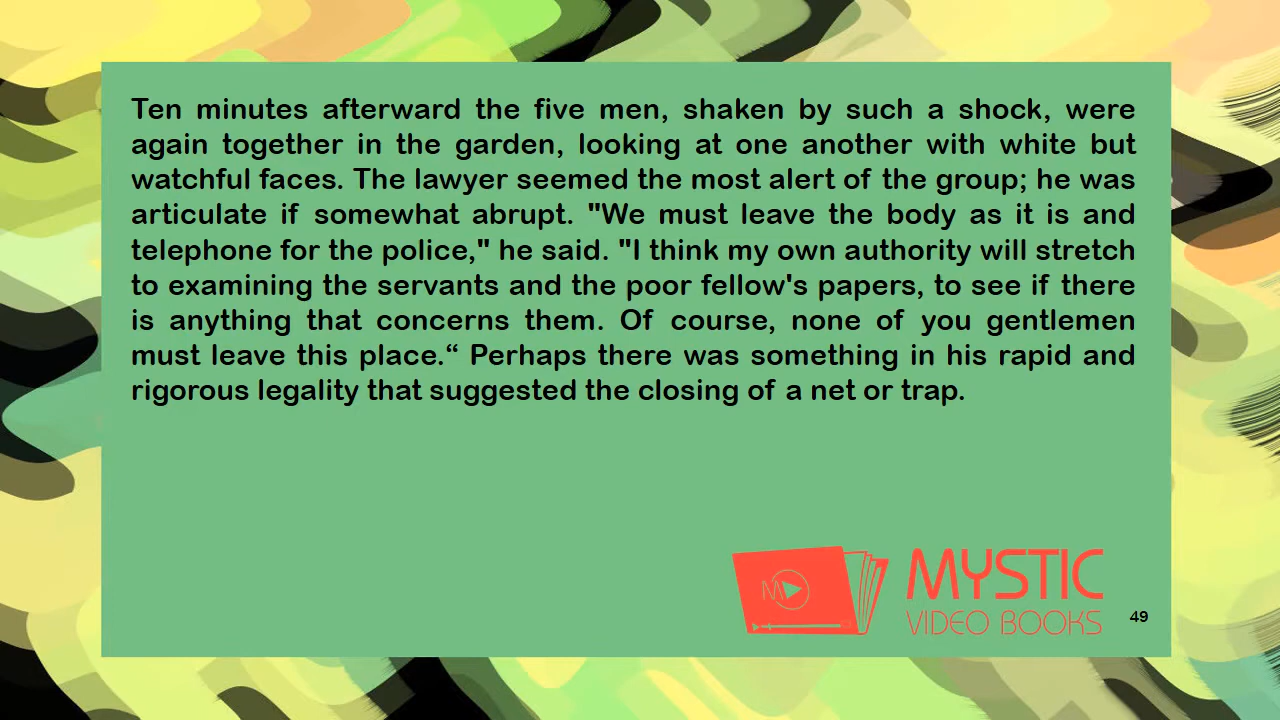 Ten minutes afterward the five men, shaken by such a shock, were
again together in the garden, looking at one another with white but
watchful faces. The lawyer seemed the most alert of the group; he was
articulate if somewhat abrupt. "We must leave the body as it is and
telephone for the police," he said. "I think my own authority will stretch
to examining the servants and the poor fellow's papers, to see if there
is anything that concerns them. Of course, none of you gentlemen
must leave this place.“ Perhaps there was something in his rapid and
rigorous legality that suggested the closing of a net or trap.
M
MYSTIC
VIDEO BOOKS
49